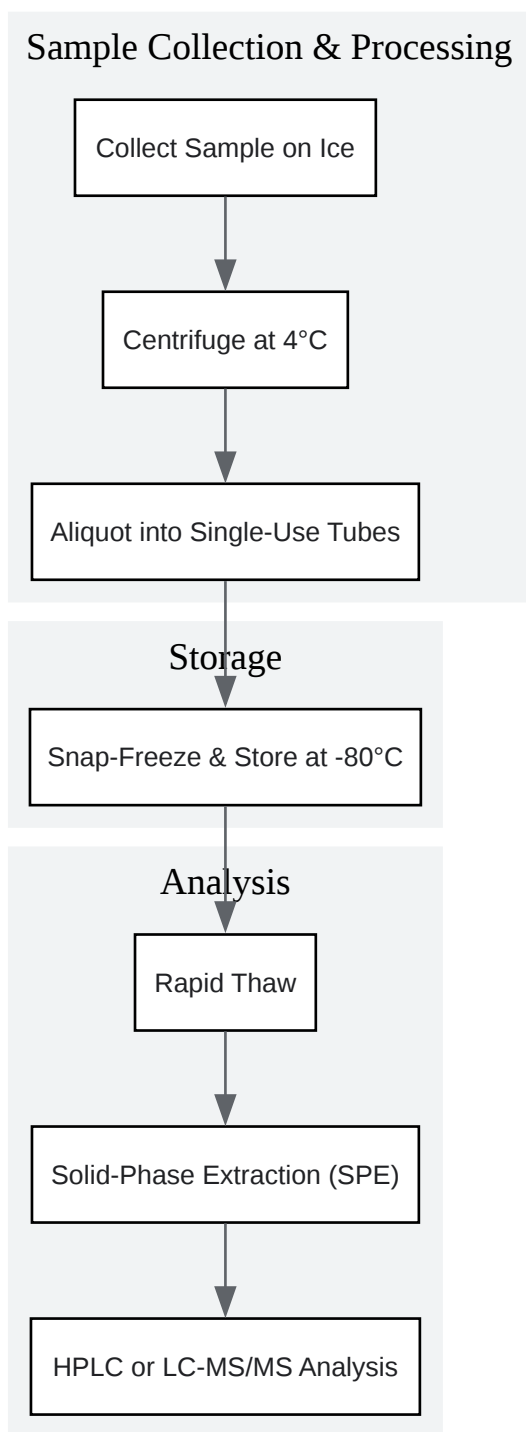 Sample Collection & Processing
Collect Sample on Ice
Centrifuge at 4°C
Aliquot into Single-Use Tubes
Storage
Snap-Freeze & Store at -80°C
Analysis
Rapid Thaw
Solid-Phase Extraction (SPE)
HPLC or LC-MS/MS Analysis